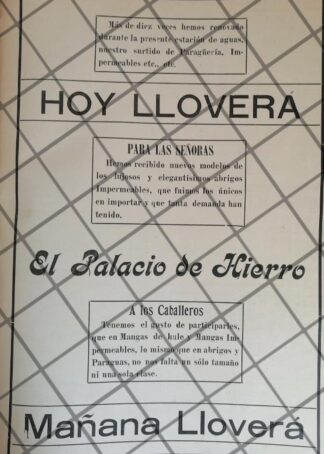 Más de diez veces hemos renovado
durante la presente estación de aguas,
nuestro surtido de Paragüería, Im-
permeables etc., etc.
HOY LLOVERA
PARA LAS SEÑORAS
Hemos recibido nuevos modelos de
los lujosos y elegantísimos abrigos
Impermeables, que fuimos los únicos
en importar y que tanta demanda han
tenido.
El Palacio de Hierro
A los Caballeros
Tenemos el gusto de participarles,
que en Mangas de hule y Mangas Im-
permeables, lo mismo que en abrigos y
Paraguas, no nos falta un sólo tamaño
ni una sola clase.
Mañana Lloverá